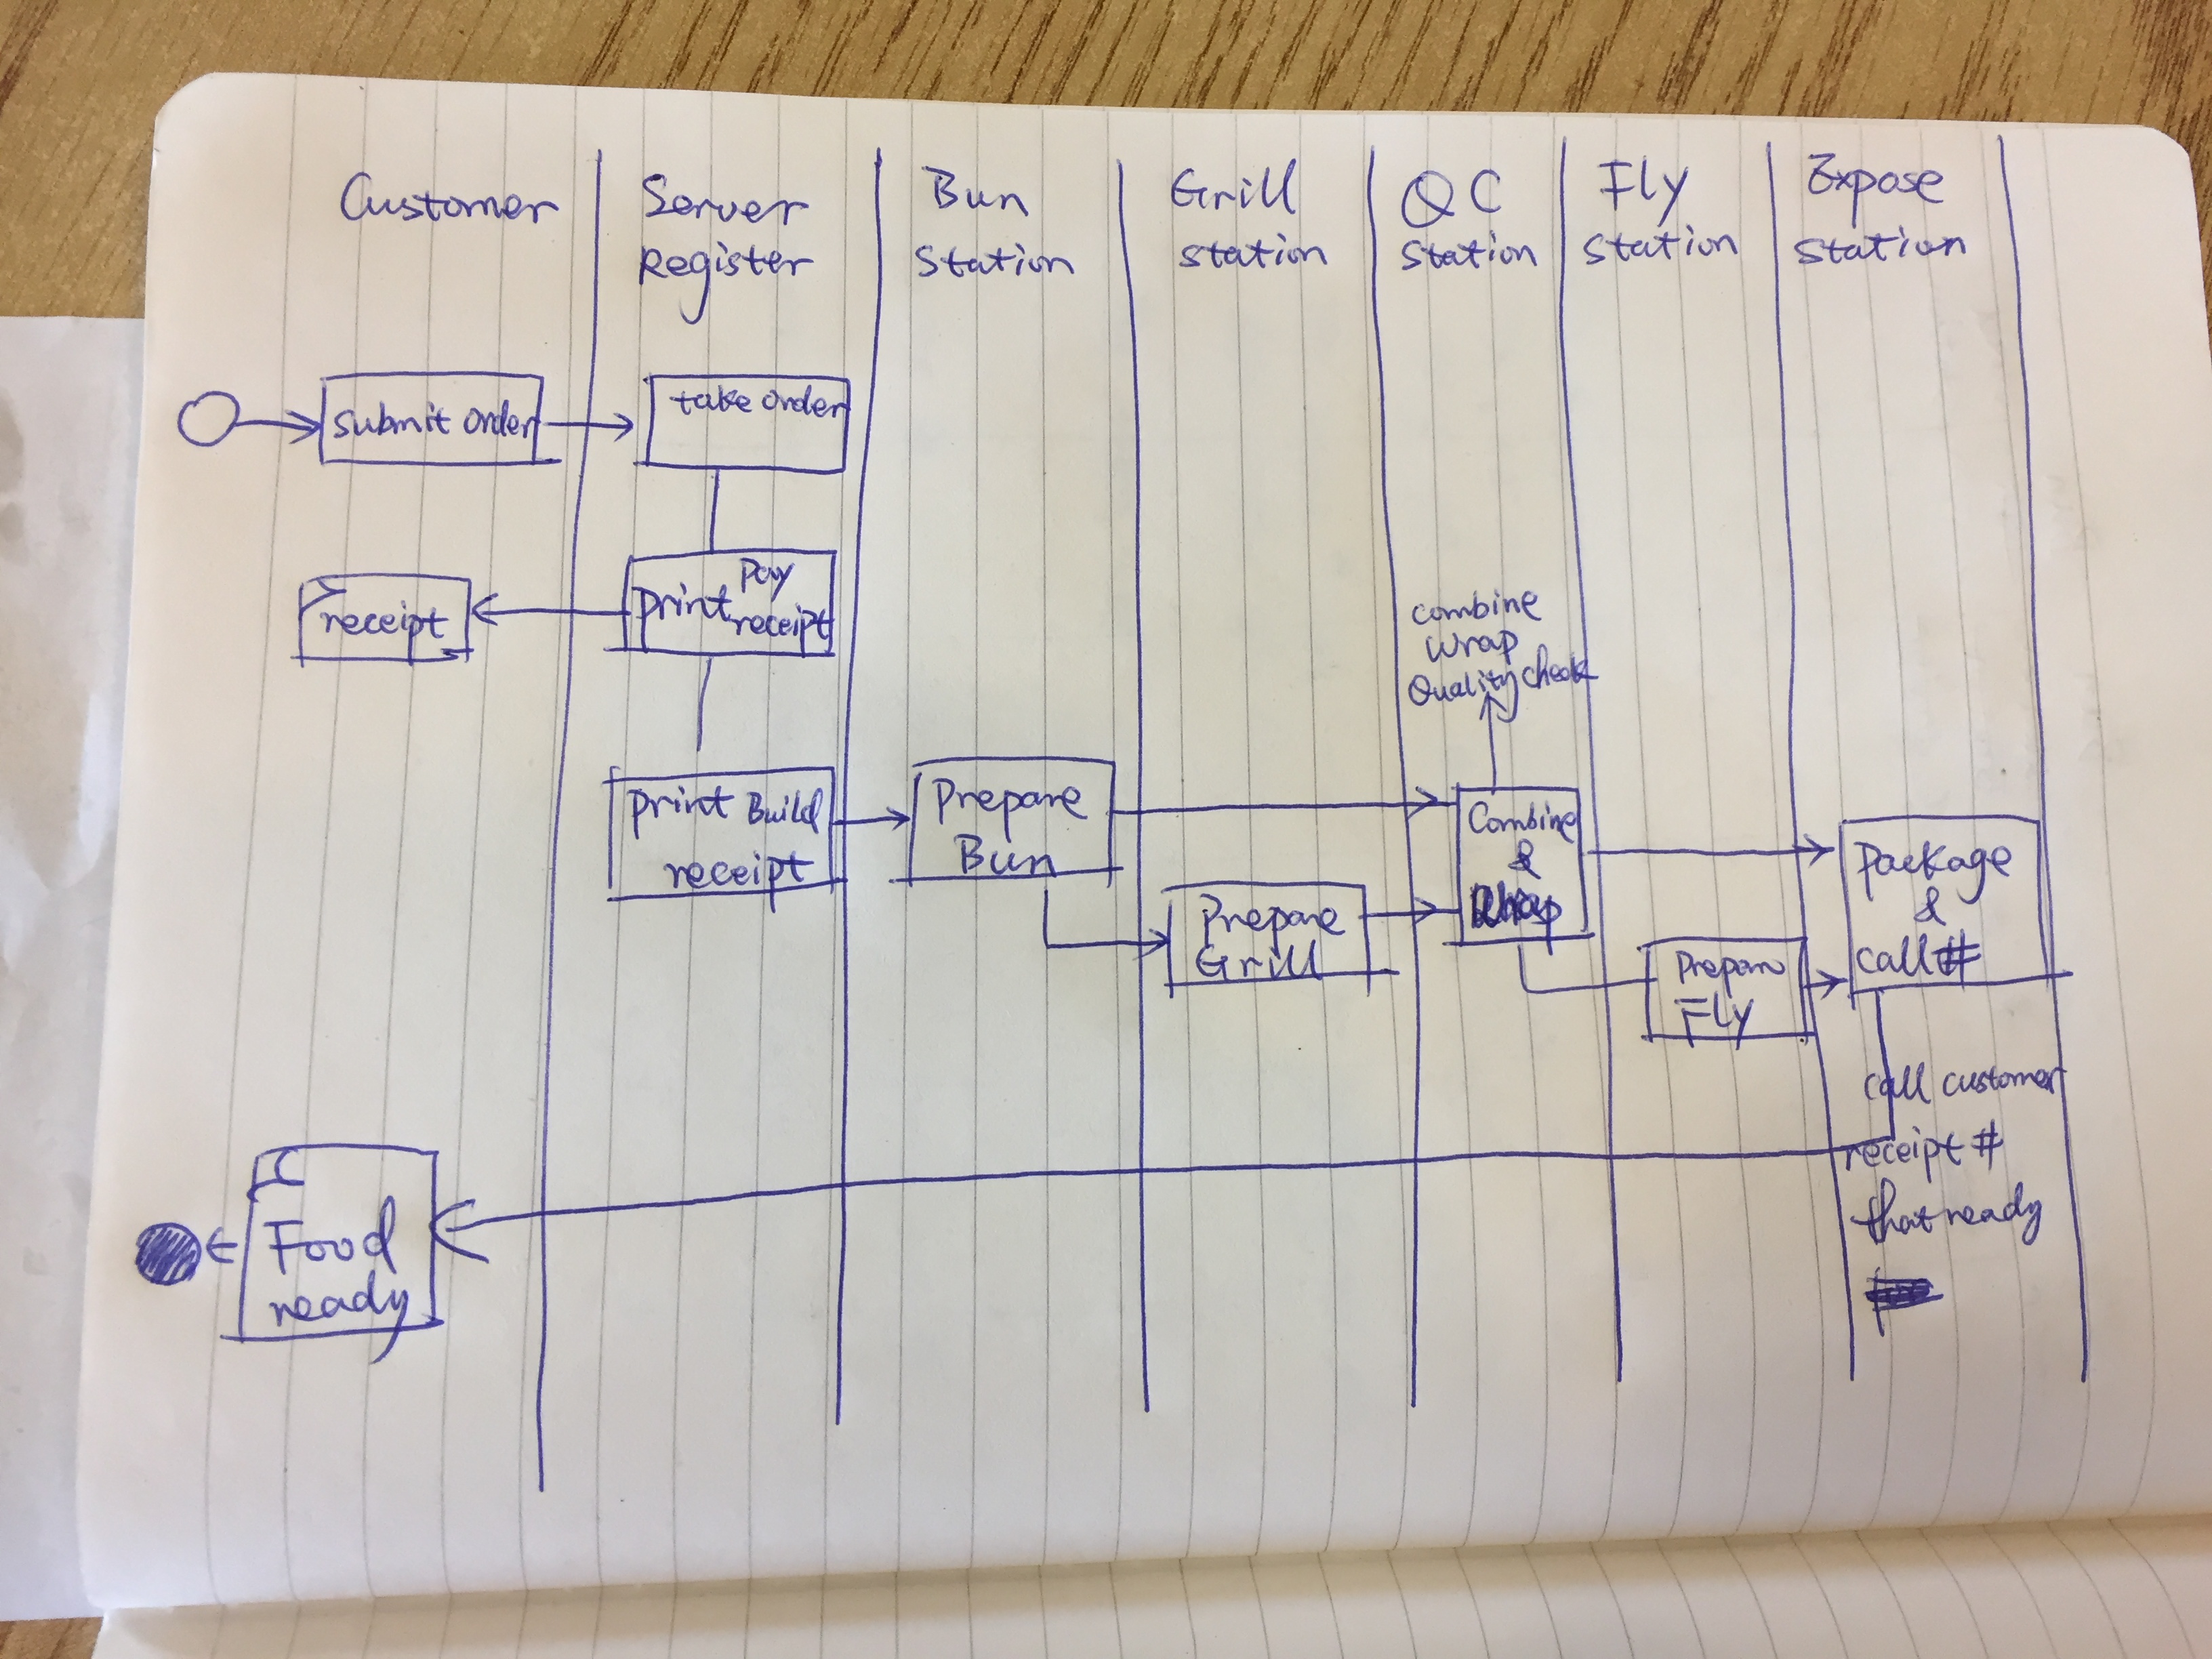 Customer
Server
Register
Bun
Station
Grill
station
QC
Station
Fly
Station
Expose
Station
submit order
take order
receipt
pay
print receipt
combine
wrap
Quality check
print Build
receipt
Prepare
Bun
Prepare
Grill
Combine
&
Prepare
Fly
package
&
call #
call customer
receipt #
that ready
Food
ready